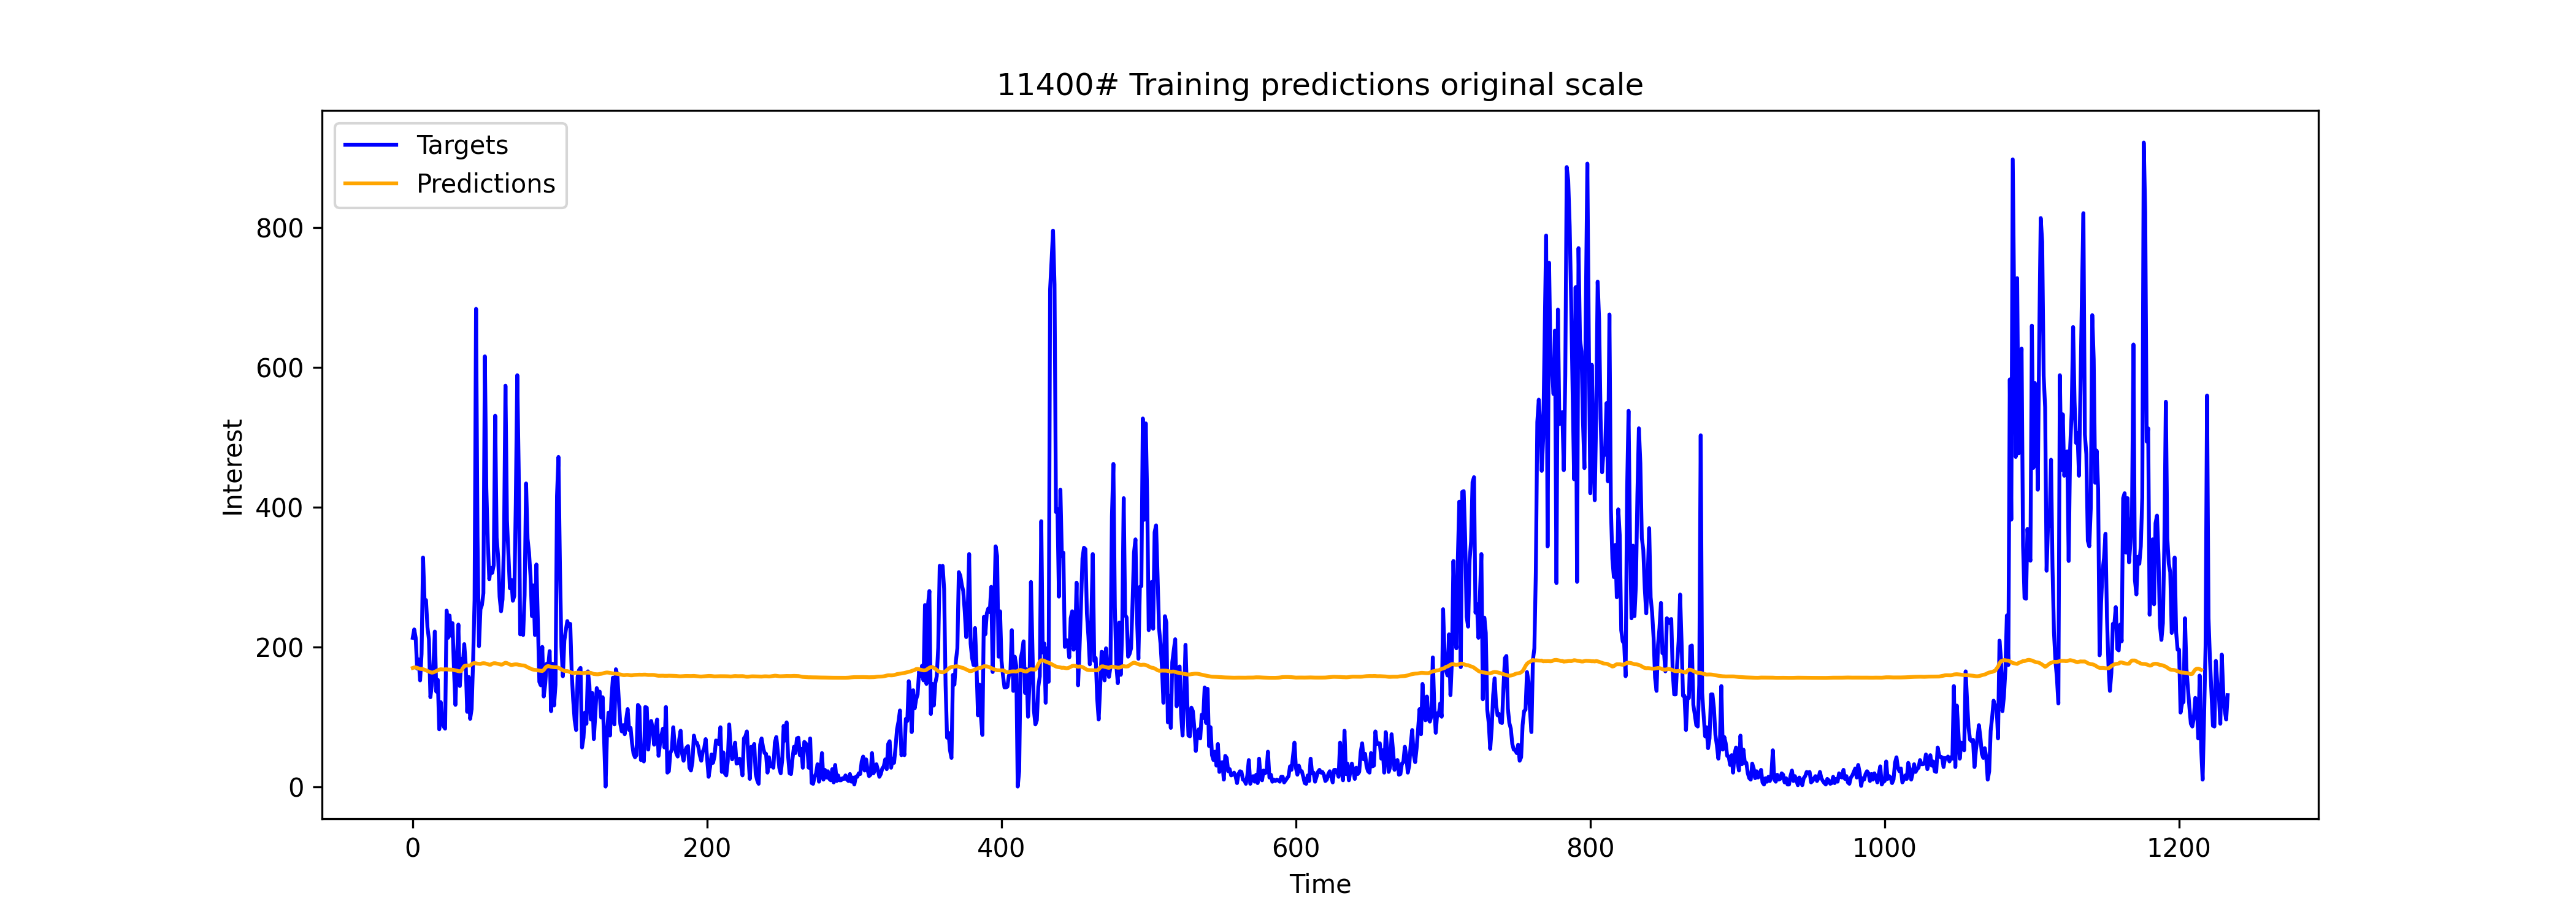 11400# Training predictions original scale
Targets
Predictions
800
600
400
200
0
Interest
0 200 400 600 800 1000 1200
Time